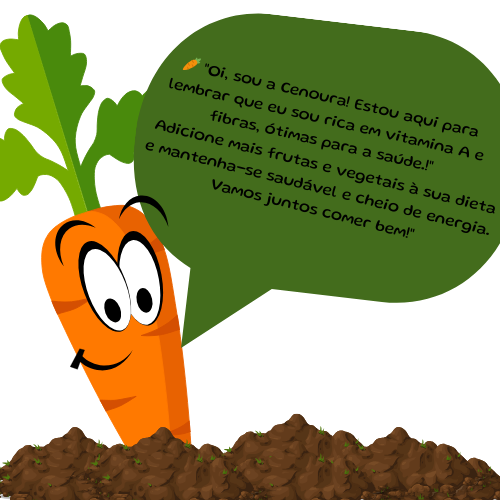 🥕 "Oi, sou a Cenoura! Estou aqui para
lembrar que eu sou rica em vitamina A e
fibras, ótimas para a saúde.!"
Adicione mais frutas e vegetais à sua dieta
e mantenha-se saudável e cheio de energia.
Vamos juntos comer bem!"